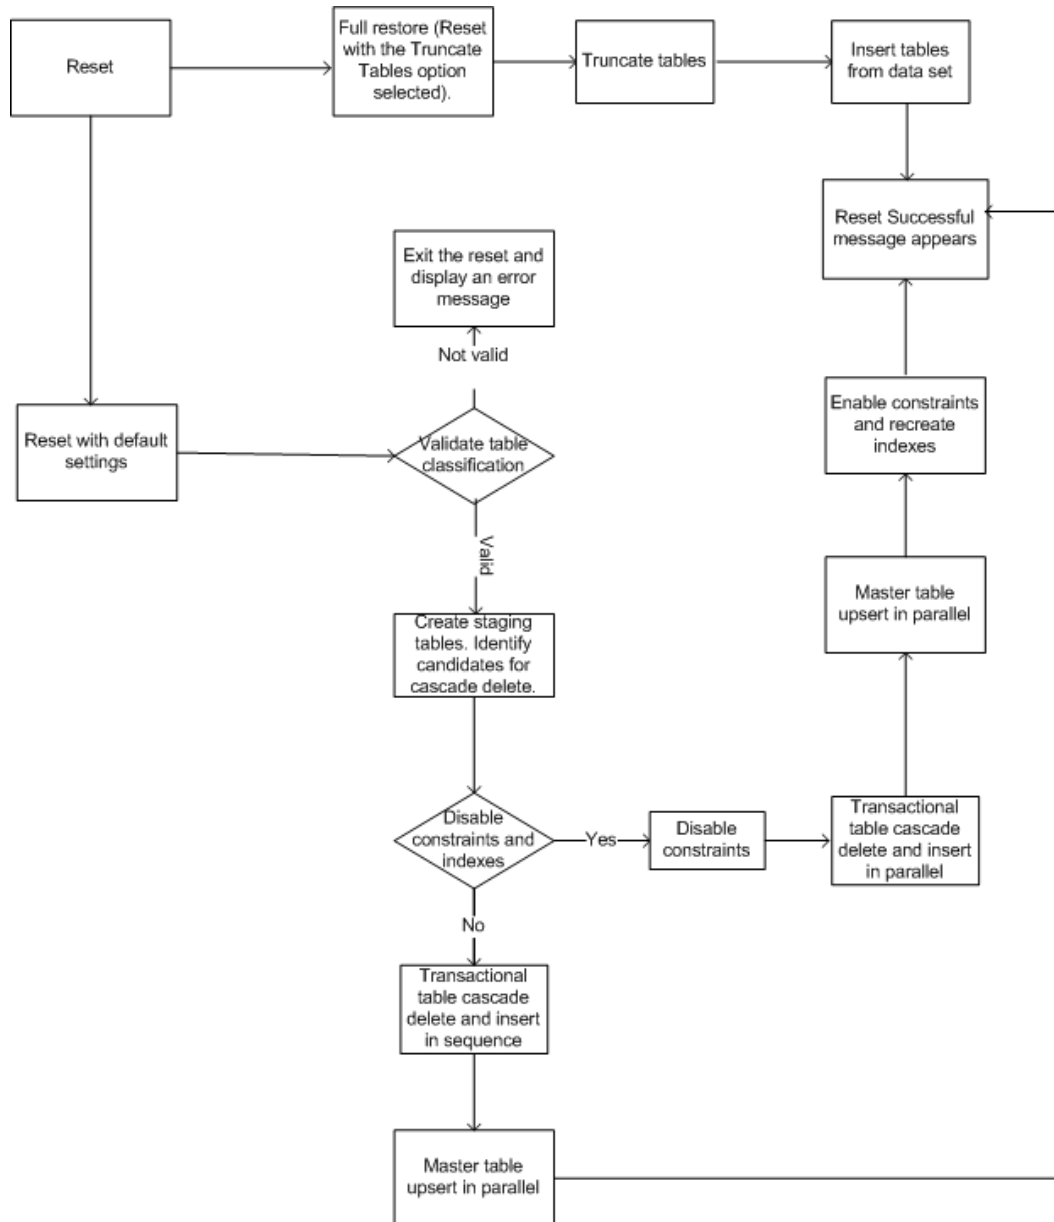 Reset
Full restore (Reset
with the Truncate
Tables option
selected).
Truncate tables
Insert tables
from data set
Reset Successful
message appears
Exit the reset and
display an error
message
Not valid
Reset with default
settings
Validate table
classification
Enable constraints
and recreate
indexes
Valid
Master table
upsert in parallel
Create staging
tables. Identify
candidates for
cascade delete.
Disable
constraints and
indexes
Yes
Disable
constraints
Transactional
table cascade
delete and insert
in parallel
No
Transactional
table cascade
delete and insert
in sequence
Master table
upsert in parallel